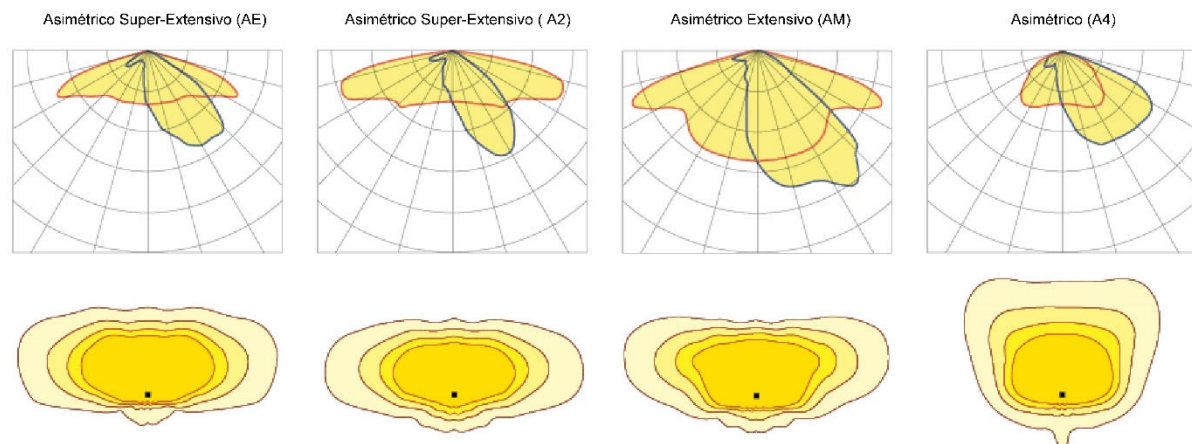 Asimétrico Super-Extensivo (AE)
Asimétrico Super-Extensivo ( A2)
Asimétrico Extensivo (AM)
Asimétrico (A4)